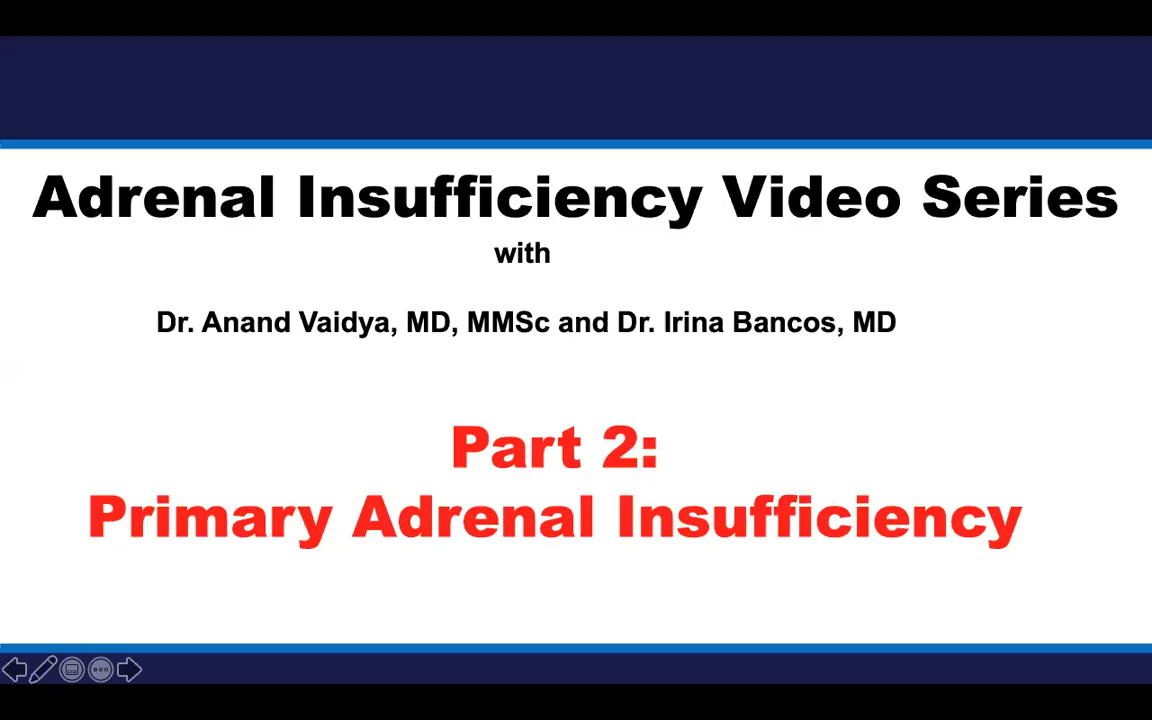 Adrenal Insufficiency Video Series
with
Dr. Anand Vaidya, MD, MMSc and Dr. Irina Bancos, MD
Part 2:
Primary Adrenal Insufficiency